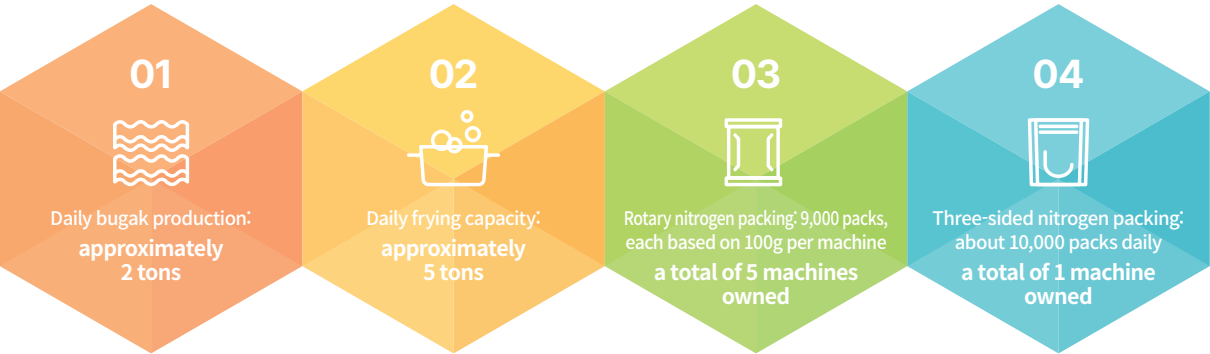 01
Daily bugak production:
approximately
2 tons
02
Daily frying capacity:
approximately
5 tons
03
Rotary nitrogen packing: 9,000 packs,
each based on 100g per machine
a total of 5 machines
owned
04
Three-sided nitrogen packing:
about 10,000 packs daily
a total of 1 machine
owned